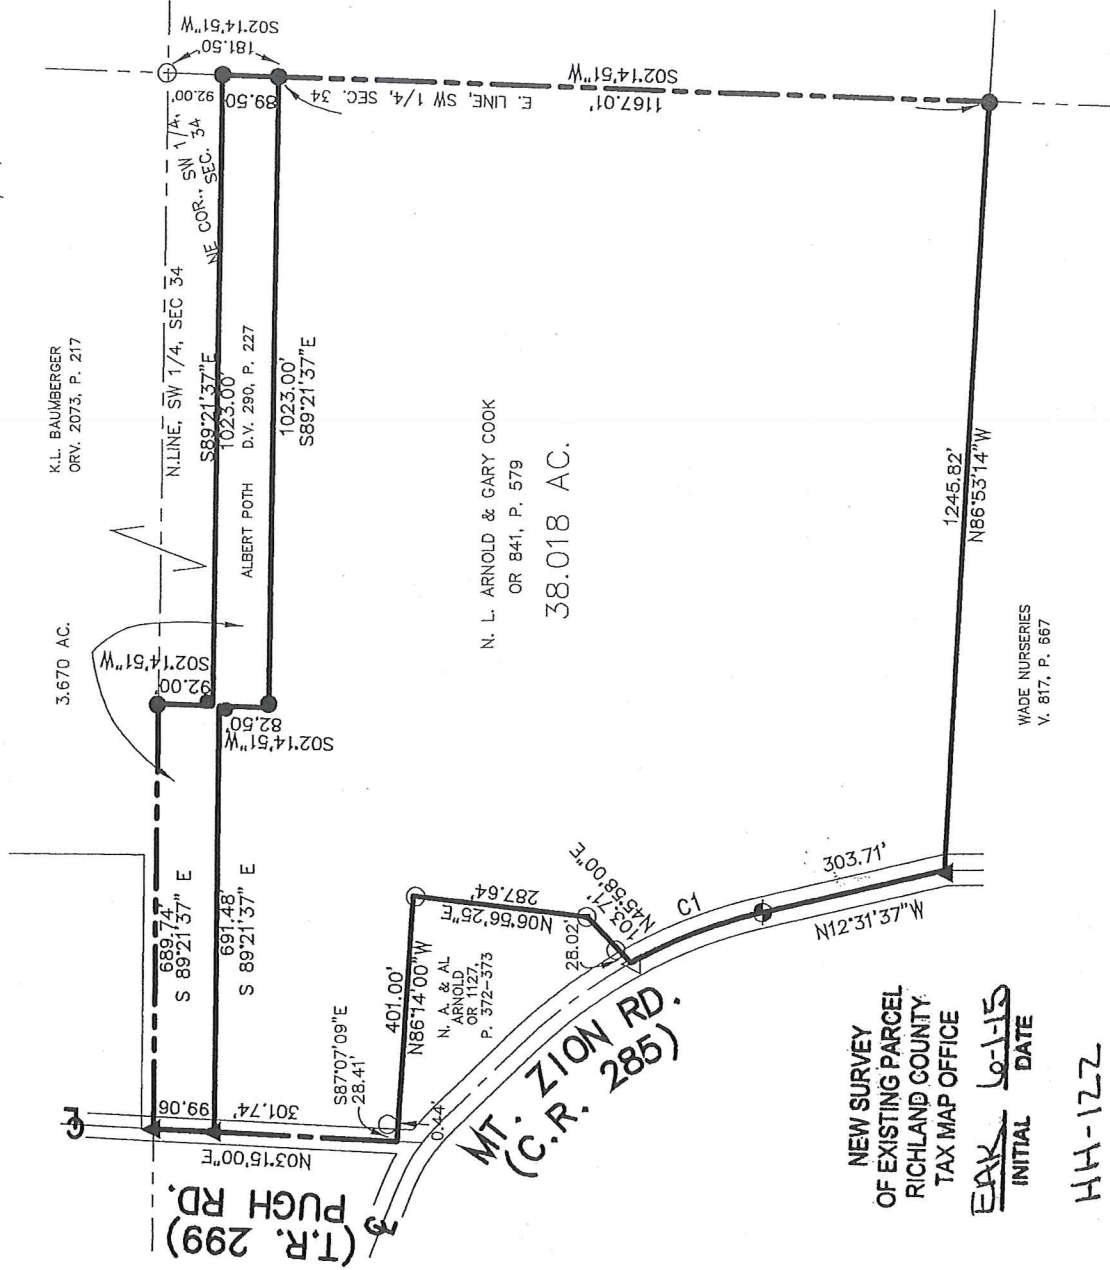 S02°14'51"W
181.50'
92.00'
89.50'
NE COR., SW 1/4,
SEC. 34
E. LINE, SW 1/4, SEC. 34
S02°14'51"W
1167.01'
K.L. BAUMBERGER
ORV. 2073, P. 217
N.LINE, SW 1/4, SEC 34
S89°21'37"E
1023.00'
D.V. 290, P. 227
ALBERT POTH
1023.00'
S89°21'37"E
3.670 AC.
S02°14'51"W
92.00'
82.50'
S02°14'51"W
N. L. ARNOLD & GARY COOK
OR 841, P. 579
38.018 AC.
1245.82'
N86°53'14"W
WADE NURSERIES
V. 817, P. 667
689.74'
S 89°21'37" E
691.48'
S 89°21'37" E
99.06
301.74'
N03°15'00"E
S87°07'09"E
28.41'
401.00'
N86°14'00"W
N. A. & AL
ARNOLD
OR 1127,
P. 372-373
0.44'
287.64'
N06°56'25"E
103.71'
N45°58'00"E
28.02'
C1
303.71'
N12°31'37"W
MT. ZION RD.
(C.R. 285)
(T.R. 299)
PUGH RD.
CL
CL
NEW SURVEY
OF EXISTING PARCEL
RICHLAND COUNTY
TAX MAP OFFICE
EAK 6-1-15
INITIAL DATE
HH-122